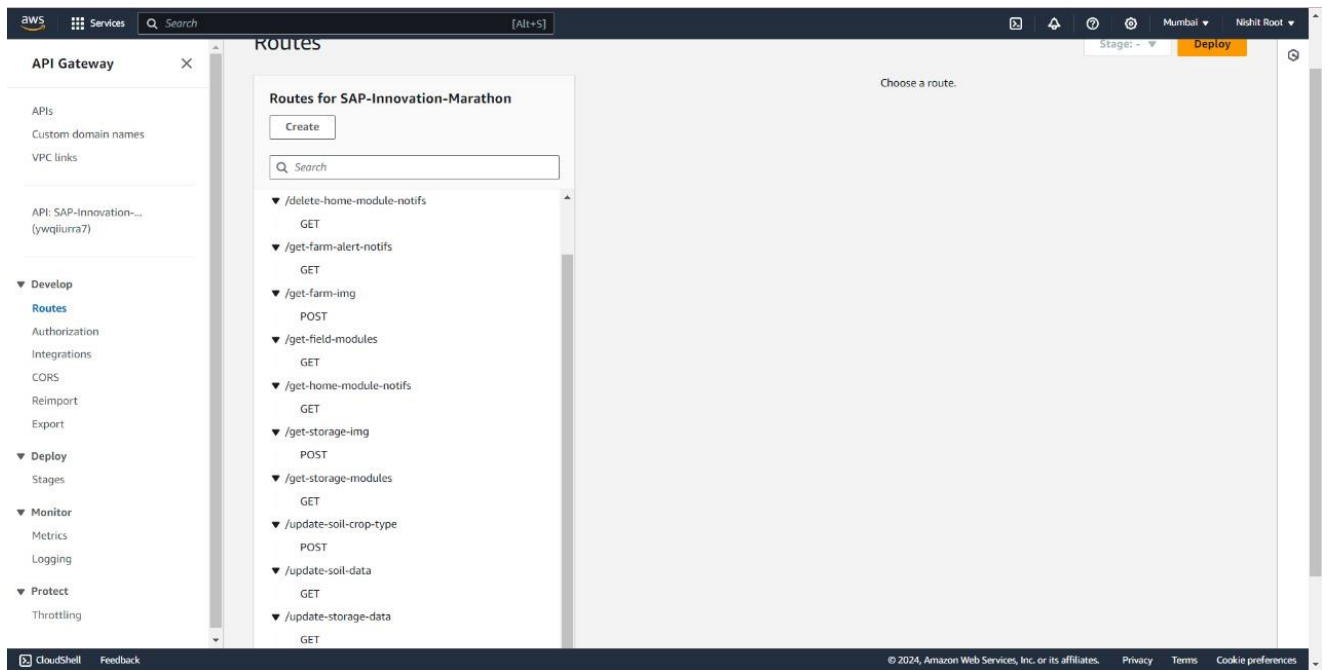 aws Services Search [Alt+S] Mumbai Nishit Root
API Gateway
APIs
Custom domain names
VPC links
API: SAP-Innovation-...
(ywqiiurra7)
Develop
Routes
Authorization
Integrations
CORS
Reimport
Export
Deploy
Stages
Monitor
Metrics
Logging
Protect
Throttling
Routes
Stage: - Deploy
Routes for SAP-Innovation-Marathon
Create
Search
/delete-home-module-notifs
GET
/get-farm-alert-notifs
GET
/get-farm-img
POST
/get-field-modules
GET
/get-home-module-notifs
GET
/get-storage-img
POST
/get-storage-modules
GET
/update-soil-crop-type
POST
/update-soil-data
GET
/update-storage-data
GET
Choose a route.
CloudShell Feedback © 2024, Amazon Web Services, Inc. or its affiliates. Privacy Terms Cookie preferences